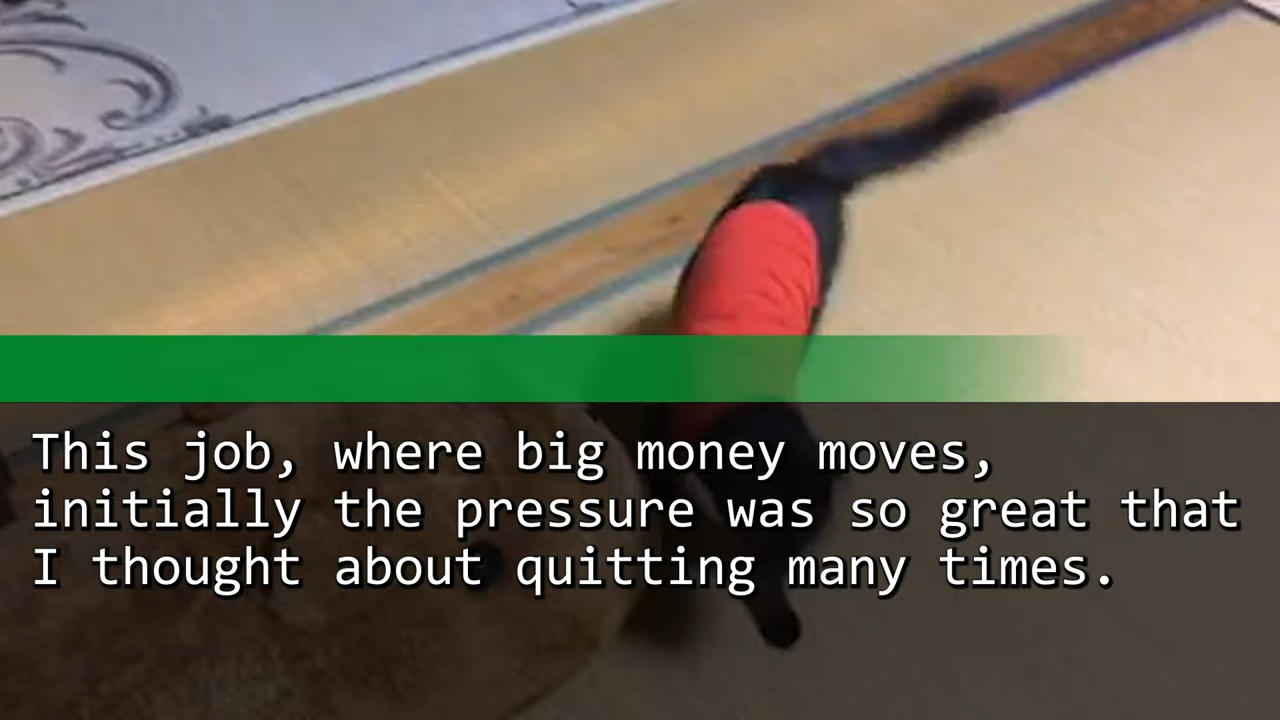 This job, where big money moves,
initially the pressure was so great that
I thought about quitting many times.